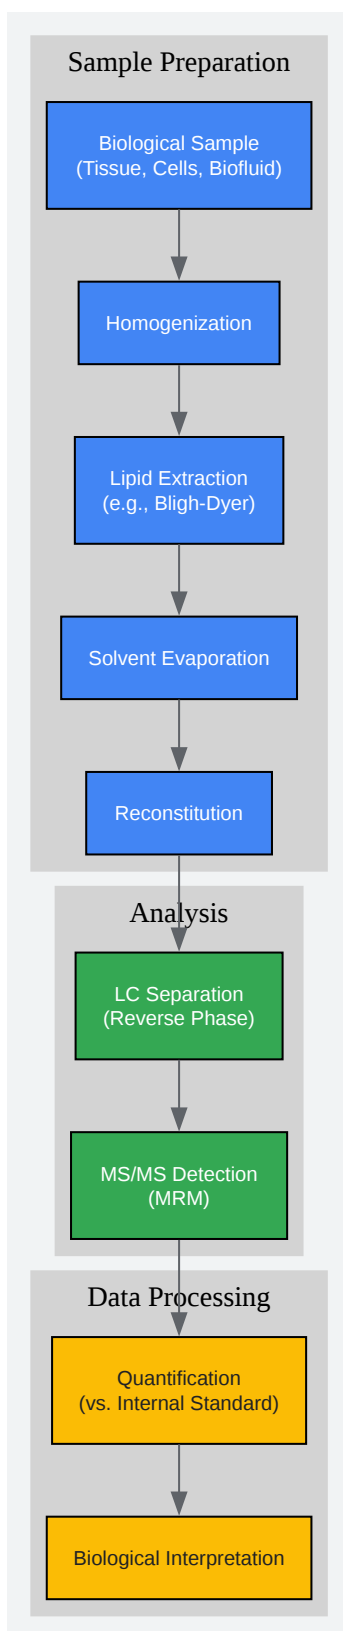 Sample Preparation
Biological Sample
(Tissue, Cells, Biofluid)
Homogenization
Lipid Extraction
(e.g., Bligh-Dyer)
Solvent Evaporation
Reconstitution
Analysis
LC Separation
(Reverse Phase)
MS/MS Detection
(MRM)
Data Processing
Quantification
(vs. Internal Standard)
Biological Interpretation